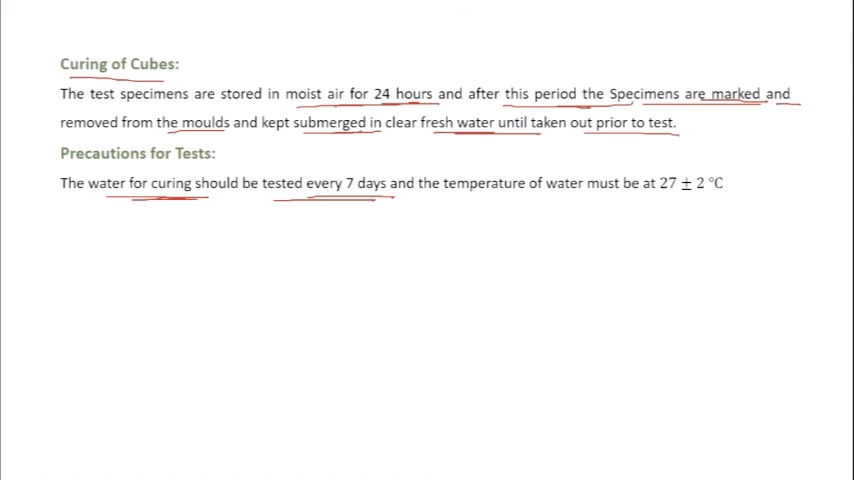 Curing of Cubes:
The test specimens are stored in moist air for 24 hours and after this period the Specimens are marked and
removed from the moulds and kept submerged in clear fresh water until taken out prior to test.
Precautions for Tests:
The water for curing should be tested every 7 days and the temperature of water must be at 27 ± 2 °C